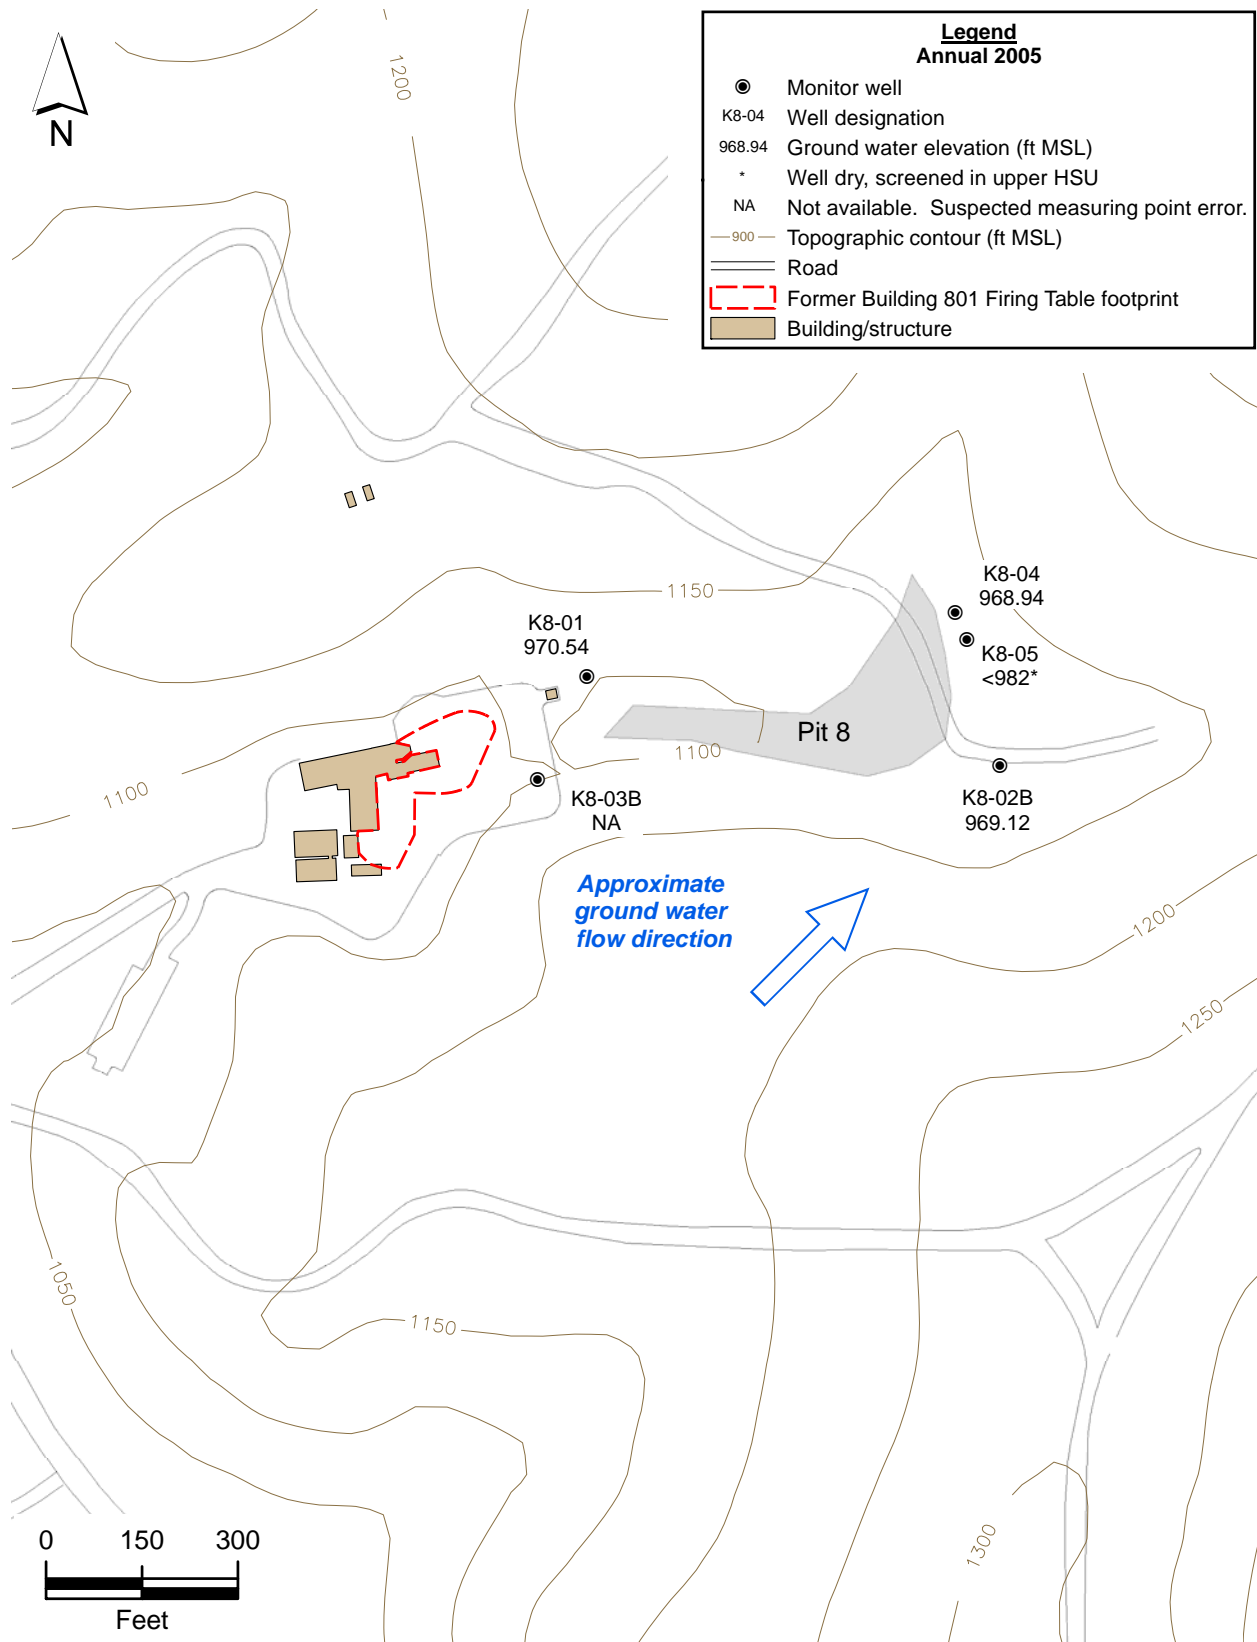 Legend
Annual 2005
Monitor well
K8-04 Well designation
968.94 Ground water elevation (ft MSL)
* Well dry, screened in upper HSU
NA Not available. Suspected measuring point error.
900 Topographic contour (ft MSL)
Road
Former Building 801 Firing Table footprint
Building/structure
N
1200
1150
K8-04
968.94
K8-01
970.54
K8-05
<982*
Pit 8
1100
1100
K8-03B
NA
K8-02B
969.12
Approximate
ground water
flow direction
1200
1250
1050
1150
1300
0 150 300
Feet